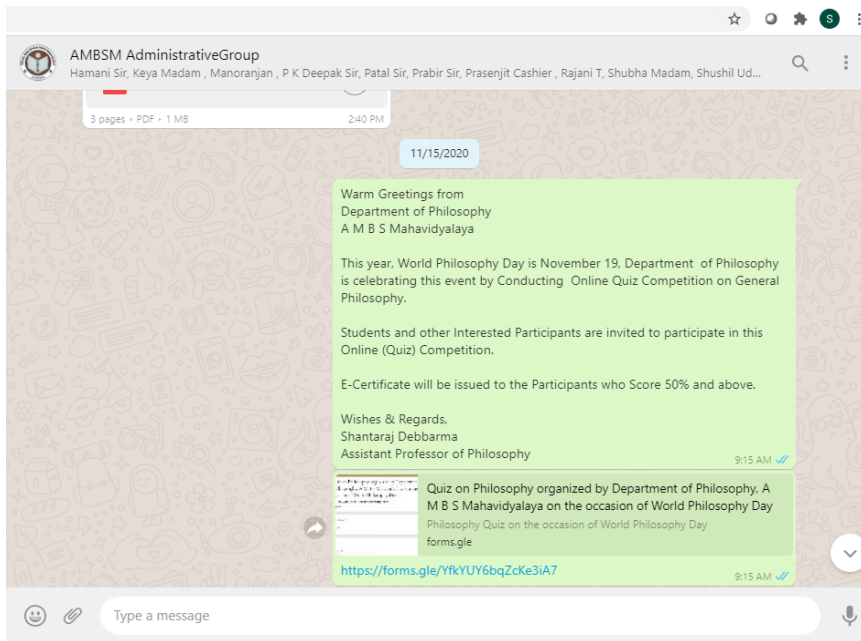 S
AMBSM AdministrativeGroup
Hamani Sir, Keya Madam , Manoranjan , P K Deepak Sir, Patal Sir, Prabir Sir, Prasenjit Cashier , Rajani T, Shubha Madam, Shushil Ud...
3 pages • PDF • 1 MB
2:40 PM
11/15/2020
Warm Greetings from
Department of Philosophy
A M B S Mahavidyalaya
This year, World Philosophy Day is November 19, Department of Philosophy
is celebrating this event by Conducting Online Quiz Competition on General
Philosophy.
Students and other Interested Participants are invited to participate in this
Online (Quiz) Competition.
E-Certificate will be issued to the Participants who Score 50% and above.
Wishes & Regards,
Shantaraj Debbarma
Assistant Professor of Philosophy
9:15 AM
Quiz on Philosophy organized by Department of Philosophy, A
M B S Mahavidyalaya on the occasion of World Philosophy Day
Philosophy Quiz on the occasion of World Philosophy Day
forms.gle
https://forms.gle/YfkYUY6bqZcKe3iA7
9:15 AM
Type a message